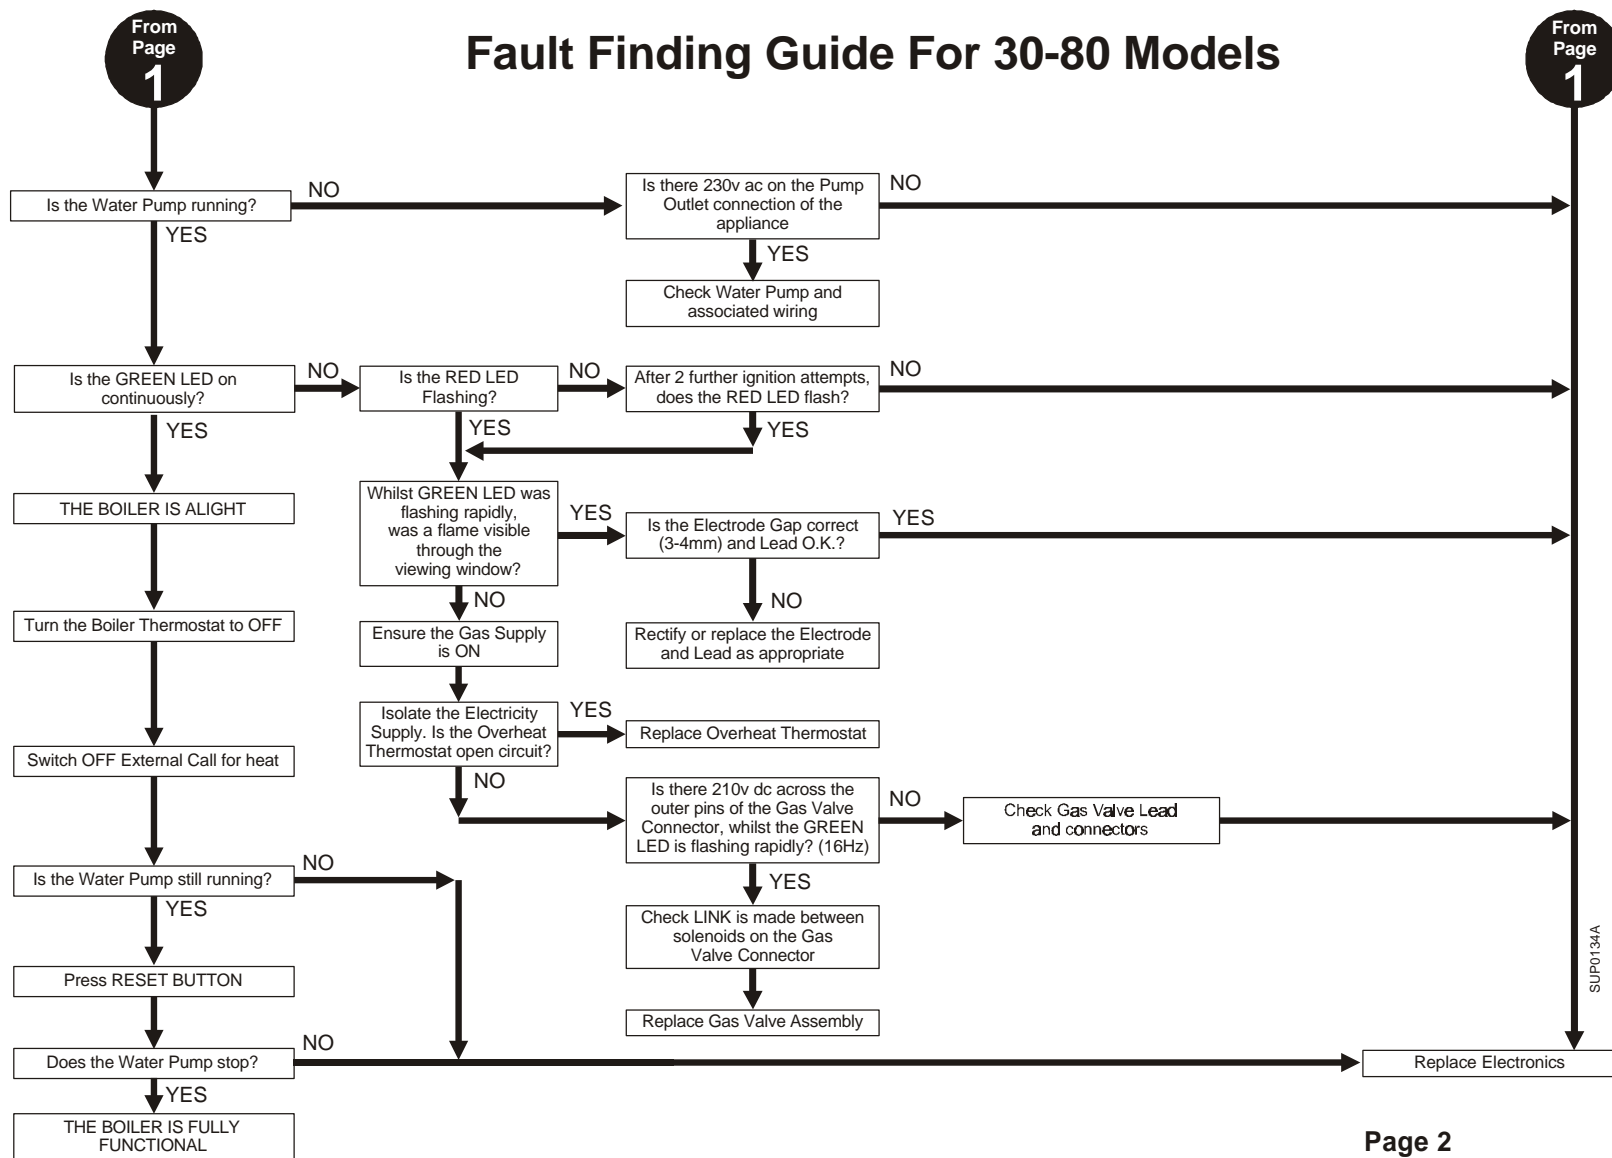 From
Page
1
Fault Finding Guide For 30-80 Models
From
Page
1
Is the Water Pump running?
NO
YES
Is there 230v ac on the Pump
Outlet connection of the
appliance
NO
YES
Check Water Pump and
associated wiring
Is the GREEN LED on
continuously?
NO
YES
Is the RED LED
Flashing?
NO
YES
After 2 further ignition attempts,
does the RED LED flash?
NO
YES
THE BOILER IS ALIGHT
Whilst GREEN LED was
flashing rapidly,
was a flame visible
through the
viewing window?
YES
NO
Is the Electrode Gap correct
(3-4mm) and Lead O.K.?
YES
NO
Rectify or replace the Electrode
and Lead as appropriate
Turn the Boiler Thermostat to OFF
Ensure the Gas Supply
is ON
Isolate the Electricity
Supply. Is the Overheat
Thermostat open circuit?
YES
NO
Replace Overheat Thermostat
Switch OFF External Call for heat
Is there 210v dc across the
outer pins of the Gas Valve
Connector, whilst the GREEN
LED is flashing rapidly? (16Hz)
NO
YES
Check Gas Valve Lead
and connectors
Is the Water Pump still running?
NO
YES
Check LINK is made between
solenoids on the Gas
Valve Connector
Press RESET BUTTON
Replace Gas Valve Assembly
Does the Water Pump stop?
NO
YES
Replace Electronics
THE BOILER IS FULLY
FUNCTIONAL
SUP0134A
Page 2